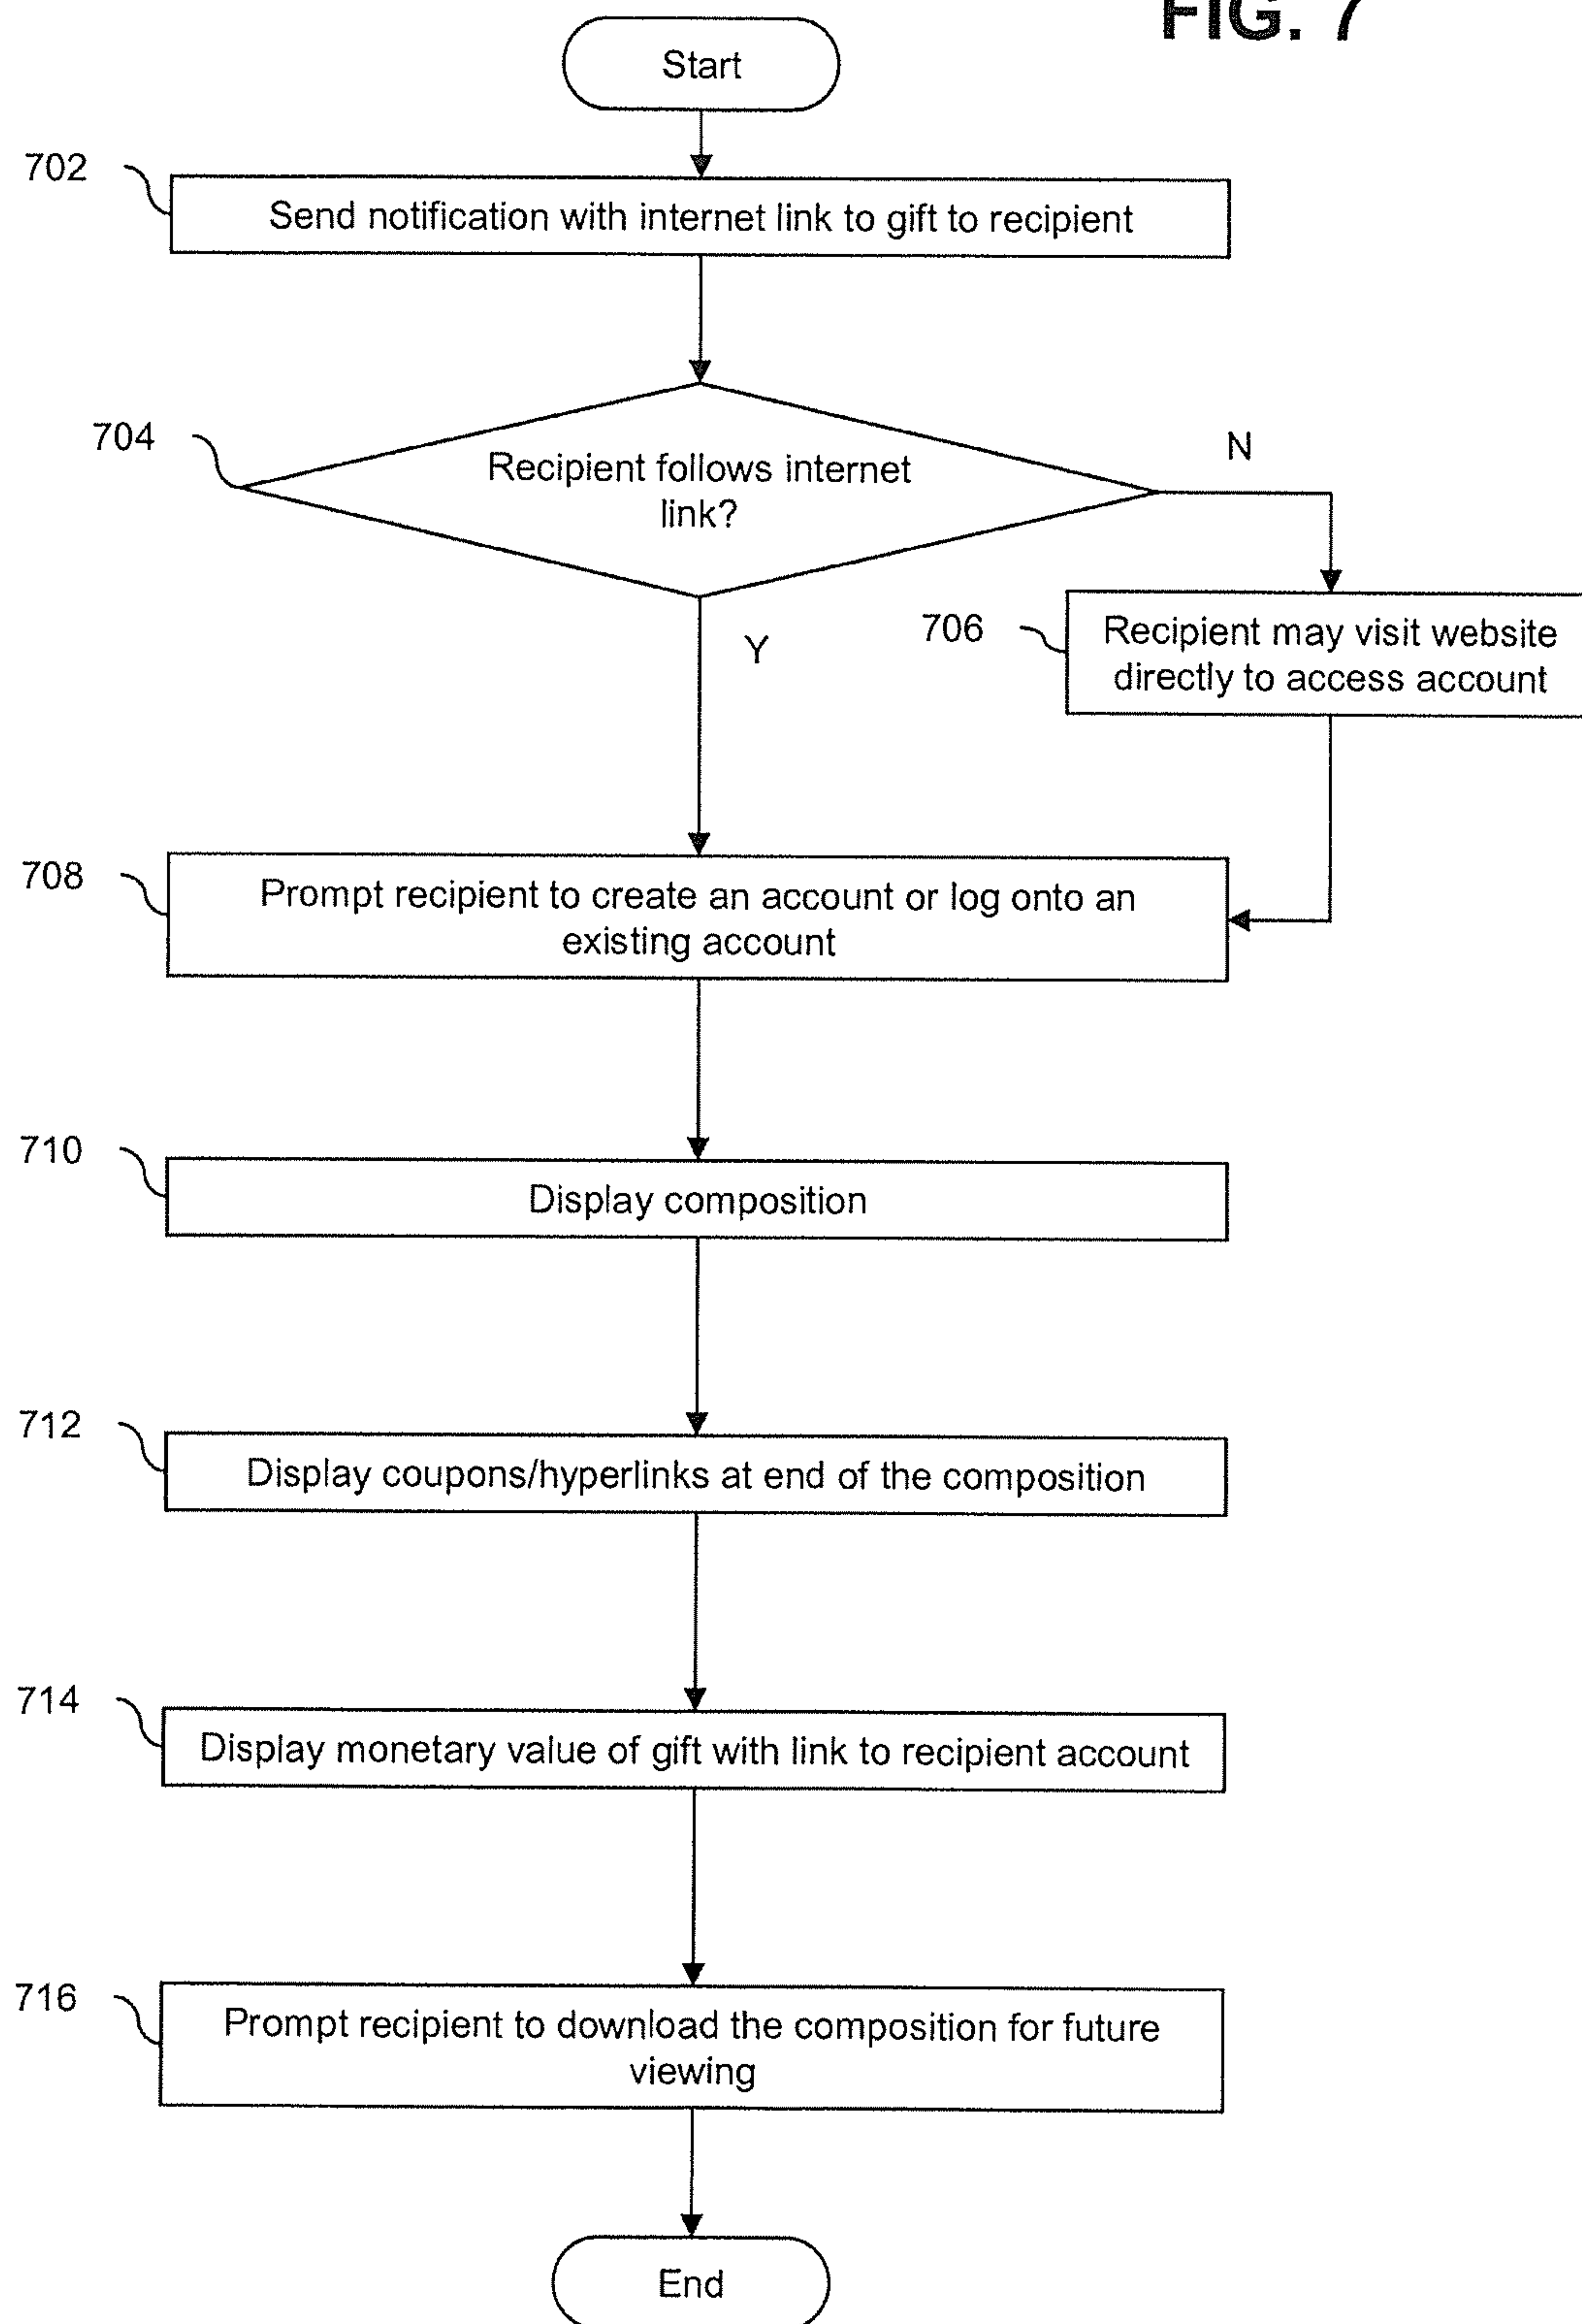 FIG. 7
Start
702
Send notification with internet link to gift to recipient
704
Recipient follows internet
link?
N
Y
706
Recipient may visit website
directly to access account
708
Prompt recipient to create an account or log onto an
existing account
710
Display composition
712
Display coupons/hyperlinks at end of the composition
714
Display monetary value of gift with link to recipient account
716
Prompt recipient to download the composition for future
viewing
End